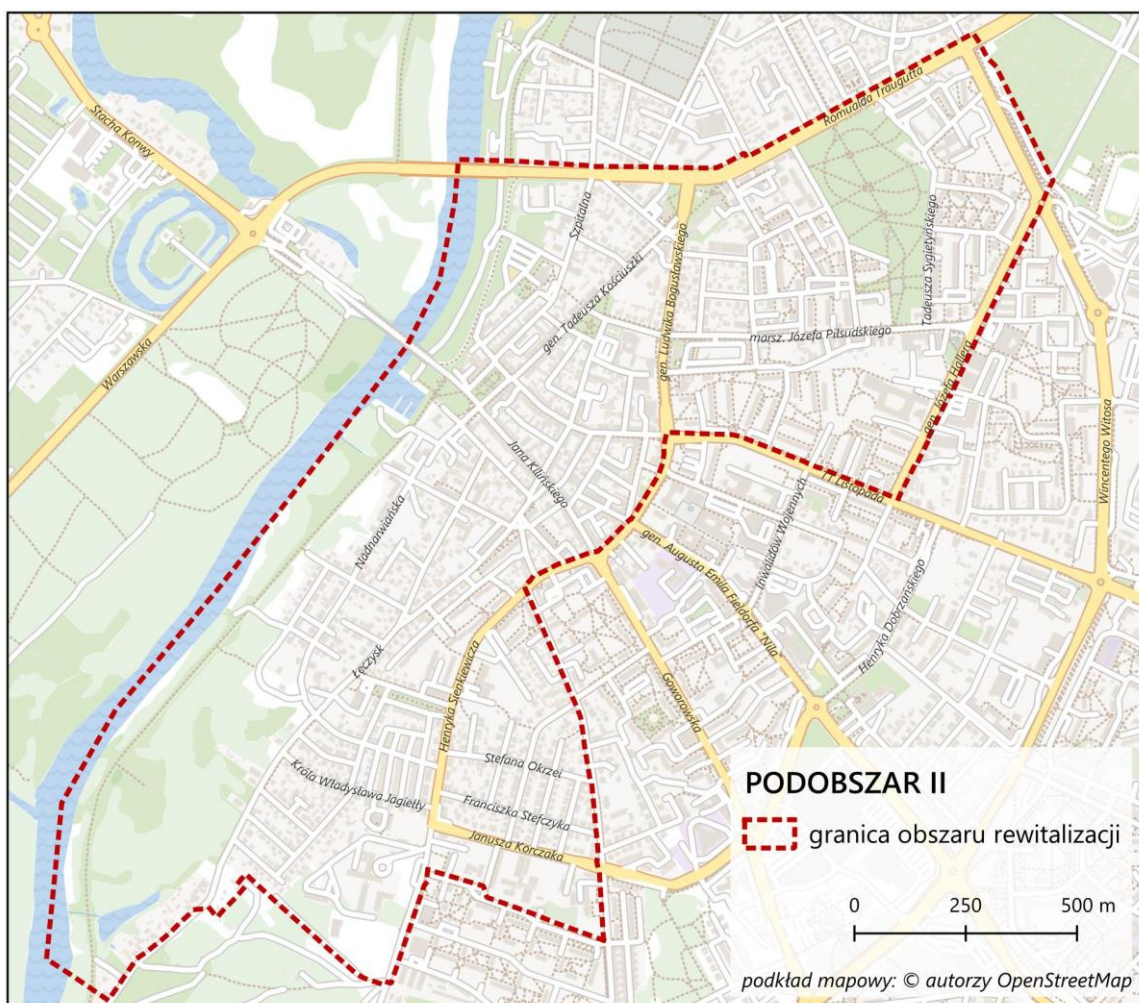 Stacha Konwy
Romualda Traugutta
Szpitalna
gen. Tadeusza Kościuszki
gen. Ludwika Bogusławskiego
Tadeusza Sygietyńskiego
marsz. Józefa Piłsudskiego
Warszawska
gen. Józefa Hallera
Wincentego Witosa
Jana Kilińskiego
11 Listopada
Nadnarwiańska
Inwalidów Wojennych
gen. Augusta Emila Fieldorfa "Nila"
Henryka Dobrzańskiego
Łęczysk
Henryka Sienkiewicza
Goworowska
Stefana Okrzei
Króla Władysława Jagiełły
Franciszka Stefczyka
Janusza Korczaka
PODOBSZAR II
granica obszaru rewitalizacji
0 250 500 m
podkład mapowy: © autorzy OpenStreetMap